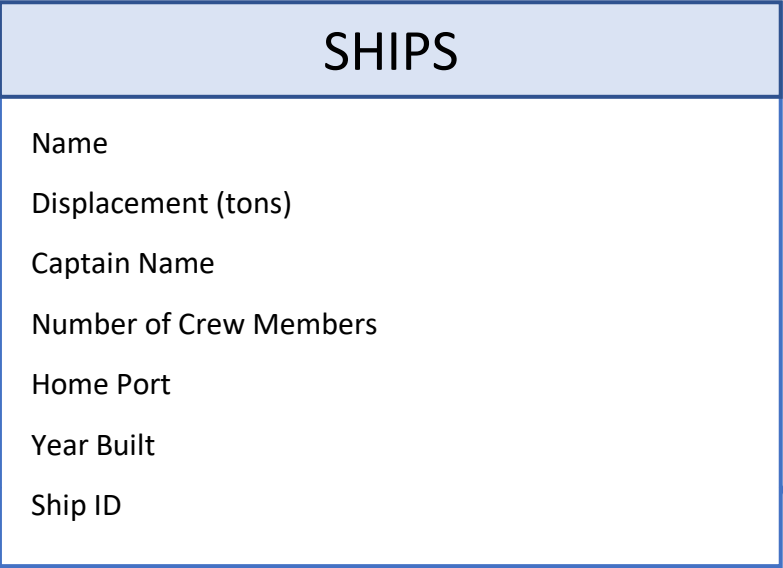 SHIPS
Name
Displacement (tons)
Captain Name
Number of Crew Members
Home Port
Year Built
Ship ID